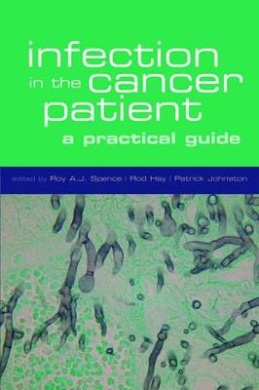 infection
in the cancer
patient
a practical guide
edited by Roy A.J. Spence | Rod Hay | Patrick Johnston